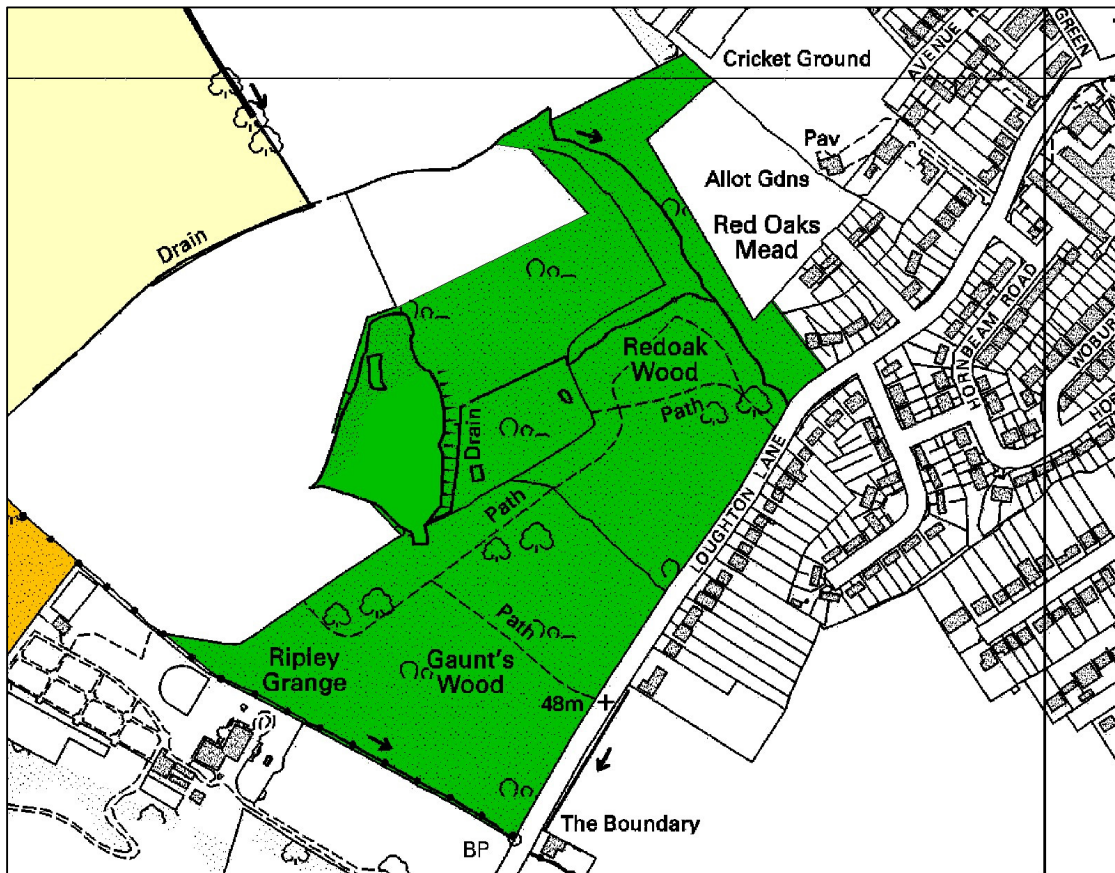 GREEN
AVENUE
Cricket Ground
Pav
Allot Gdns
Red Oaks
Mead
Drain
HORNBEAM ROAD
Redoak
Wood
Path
Drain
Path
LOUGHTON LANE
Path
Ripley
Grange
Gaunt's
Wood
48m
The Boundary
BP